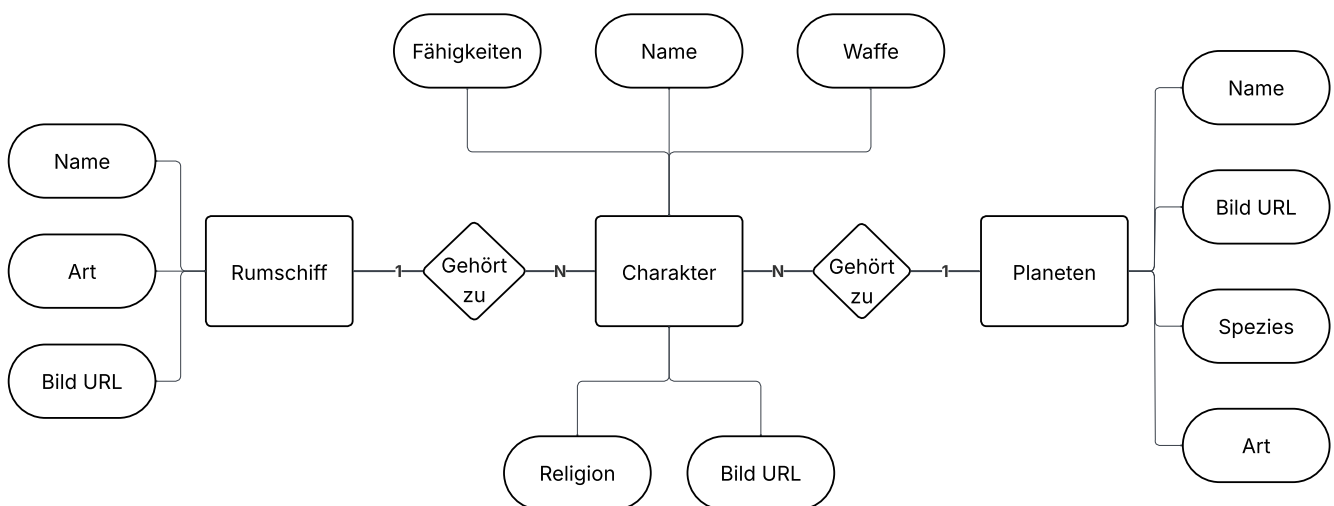 Fähigkeiten
Name
Waffe
Name
Bild URL
Spezies
Art
Name
Art
Bild URL
Rumschiff
1
Gehört
zu
N
Charakter
N
Gehört
zu
1
Planeten
Religion
Bild URL